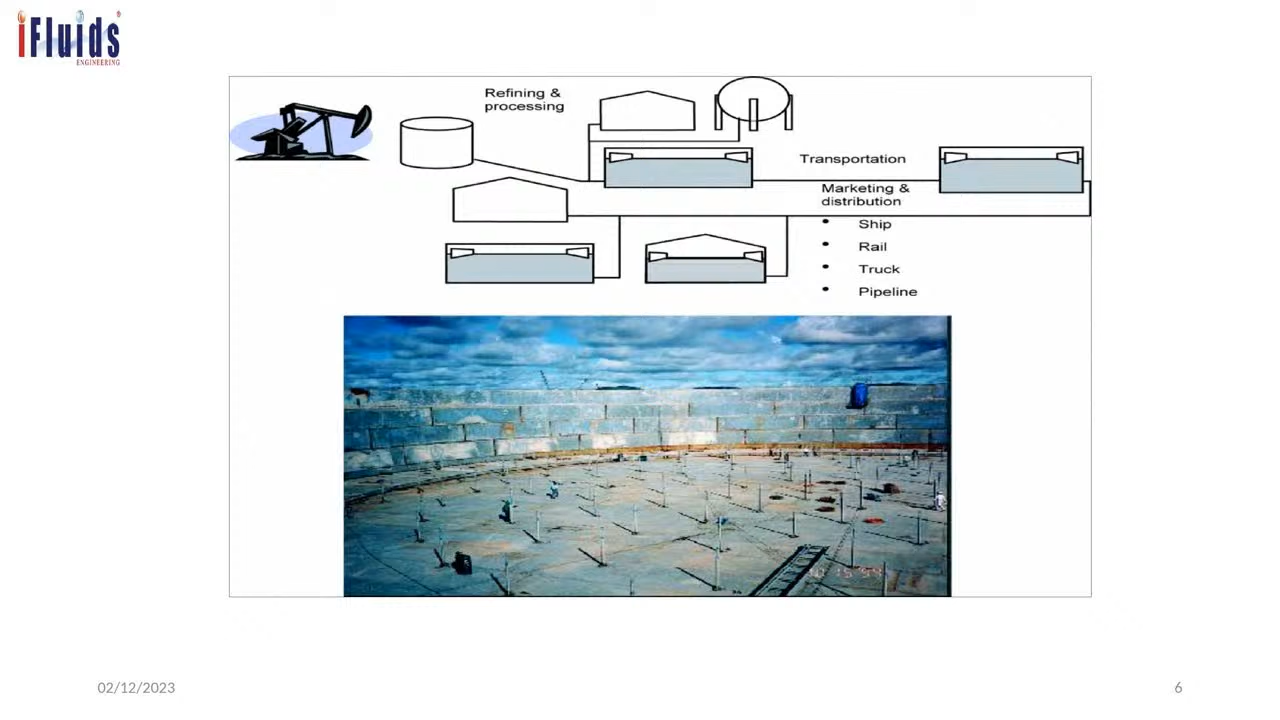 iFluids
ENGINEERING
Refining &
processing
Transportation
Marketing &
distribution
• Ship
• Rail
• Truck
• Pipeline
02/12/2023
6